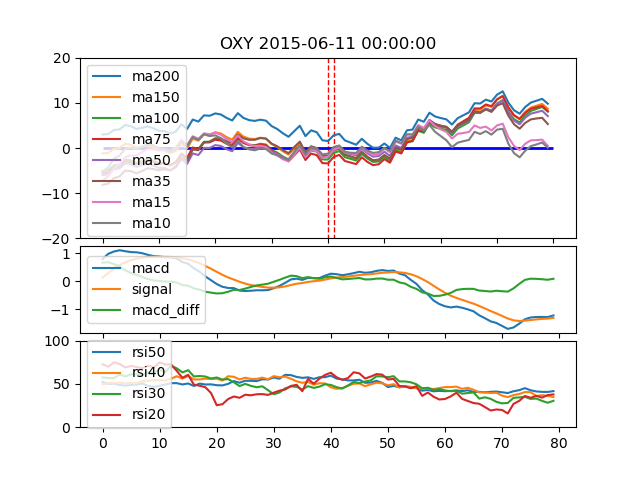 OXY 2015-06-11 00:00:00
20
10
0
−10
−20
ma200
ma150
ma100
ma75
ma50
ma35
ma15
ma10
1
0
−1
macd
signal
macd_diff
100
50
0
rsi50
rsi40
rsi30
rsi20
0 10 20 30 40 50 60 70 80